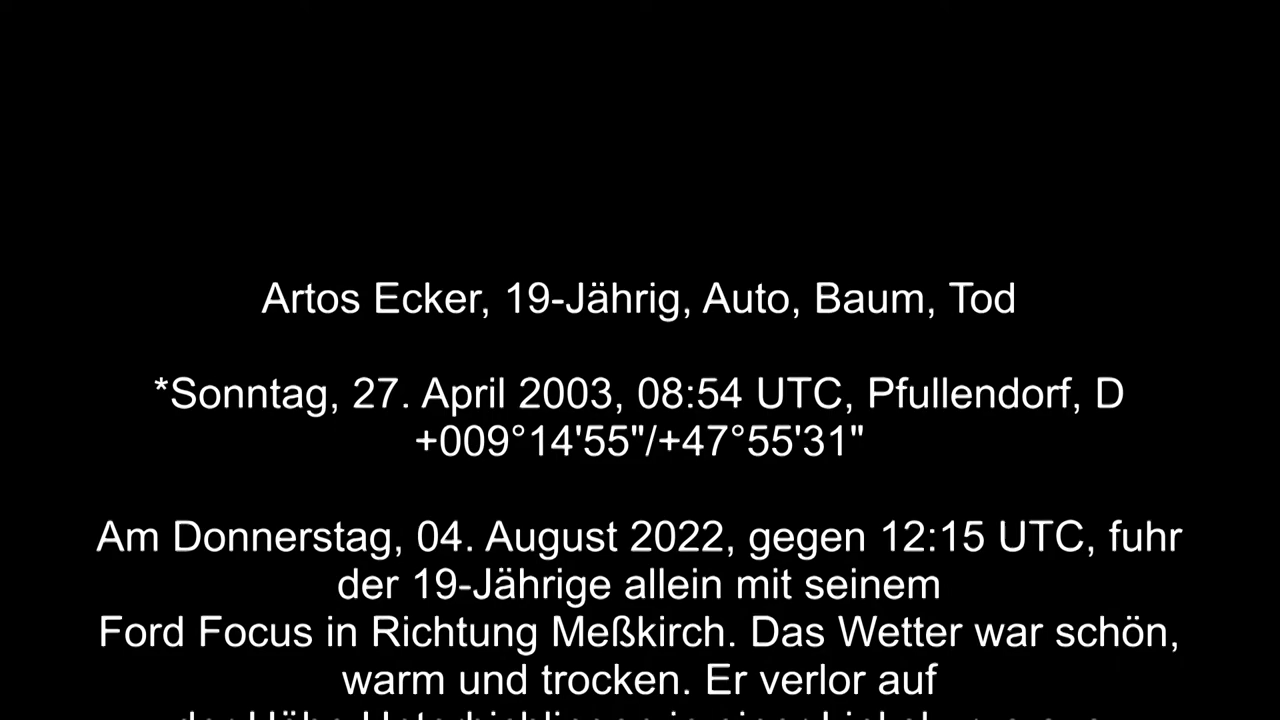 Artos Ecker, 19-Jährig, Auto, Baum, Tod
*Sonntag, 27. April 2003, 08:54 UTC, Pfullendorf, D
+009°14'55"/+47°55'31"
Am Donnerstag, 04. August 2022, gegen 12:15 UTC, fuhr
der 19-Jährige allein mit seinem
Ford Focus in Richtung Meßkirch. Das Wetter war schön,
warm und trocken. Er verlor auf
der Höhe